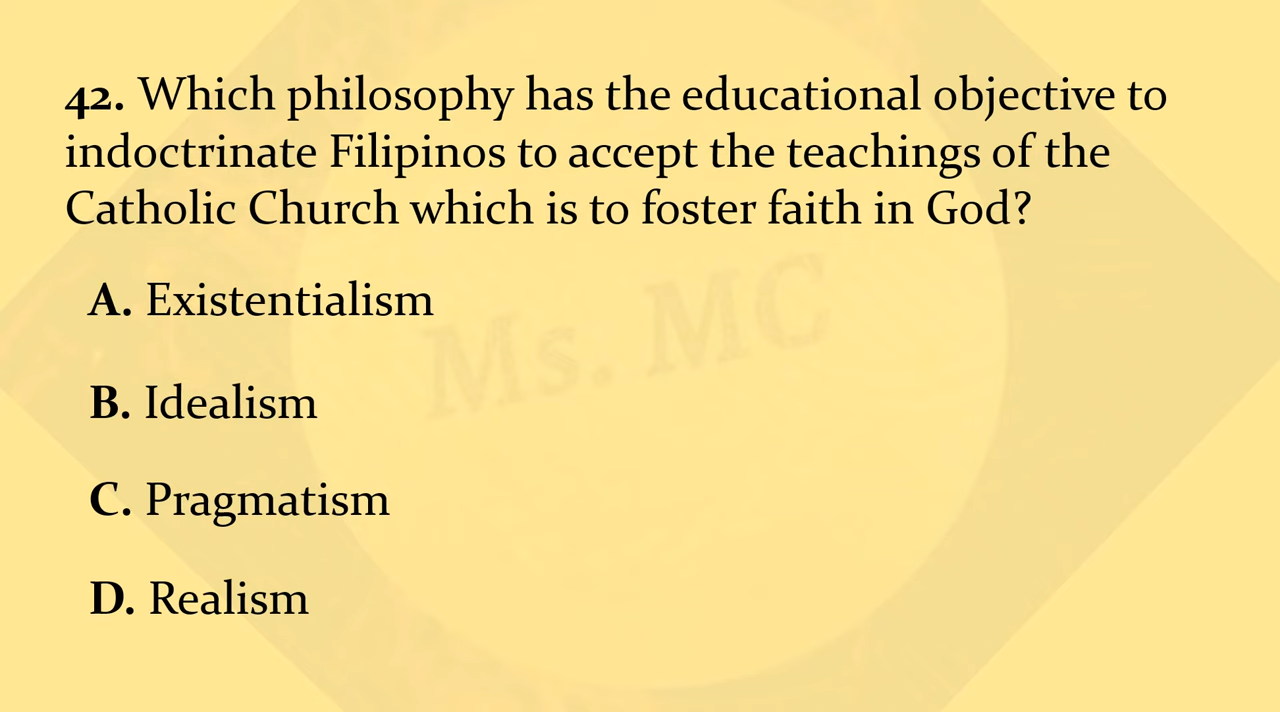 42. Which philosophy has the educational objective to
indoctrinate Filipinos to accept the teachings of the
Catholic Church which is to foster faith in God?
A. Existentialism
Ms. MC
B. Idealism
C. Pragmatism
D. Realism